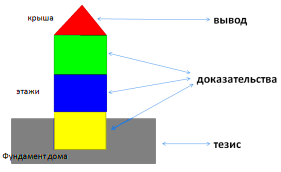 крыша
вывод
доказательства
этажи
тезис
Фундамент дома